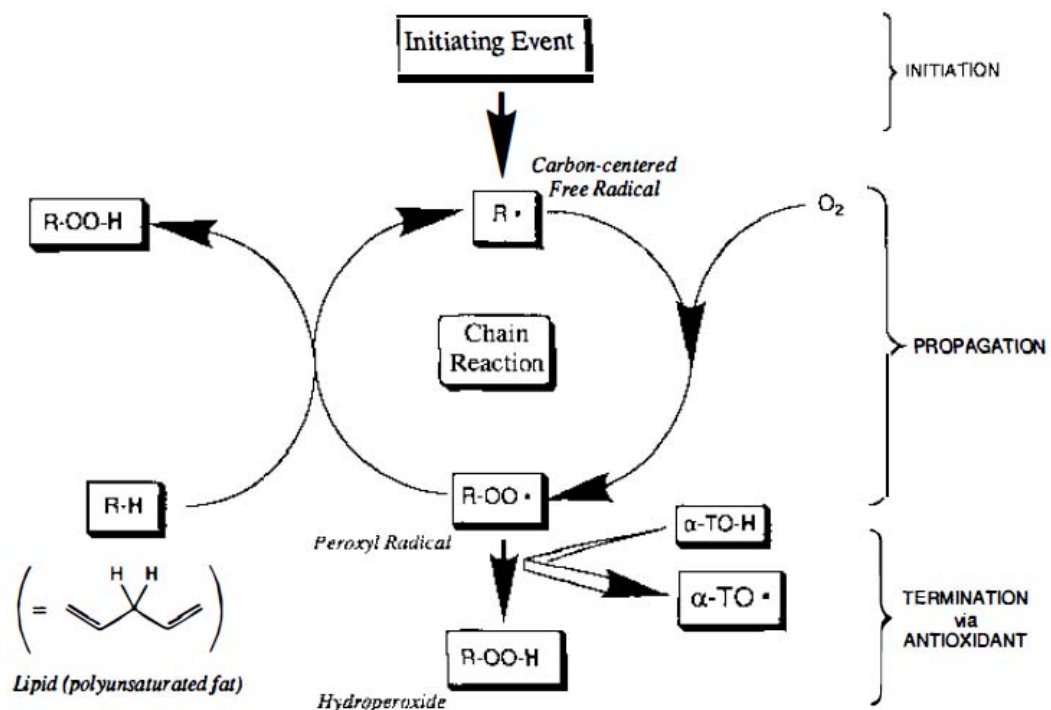 Initiating Event
INITIATION
Carbon-centered
Free Radical
R •
O₂
R-OO-H
Chain
Reaction
PROPAGATION
R-H
R-OO •
Peroxyl Radical
α-TO-H
α-TO •
H H
( = )
Lipid (polyunsaturated fat)
R-OO-H
Hydroperoxide
TERMINATION
via
ANTIOXIDANT